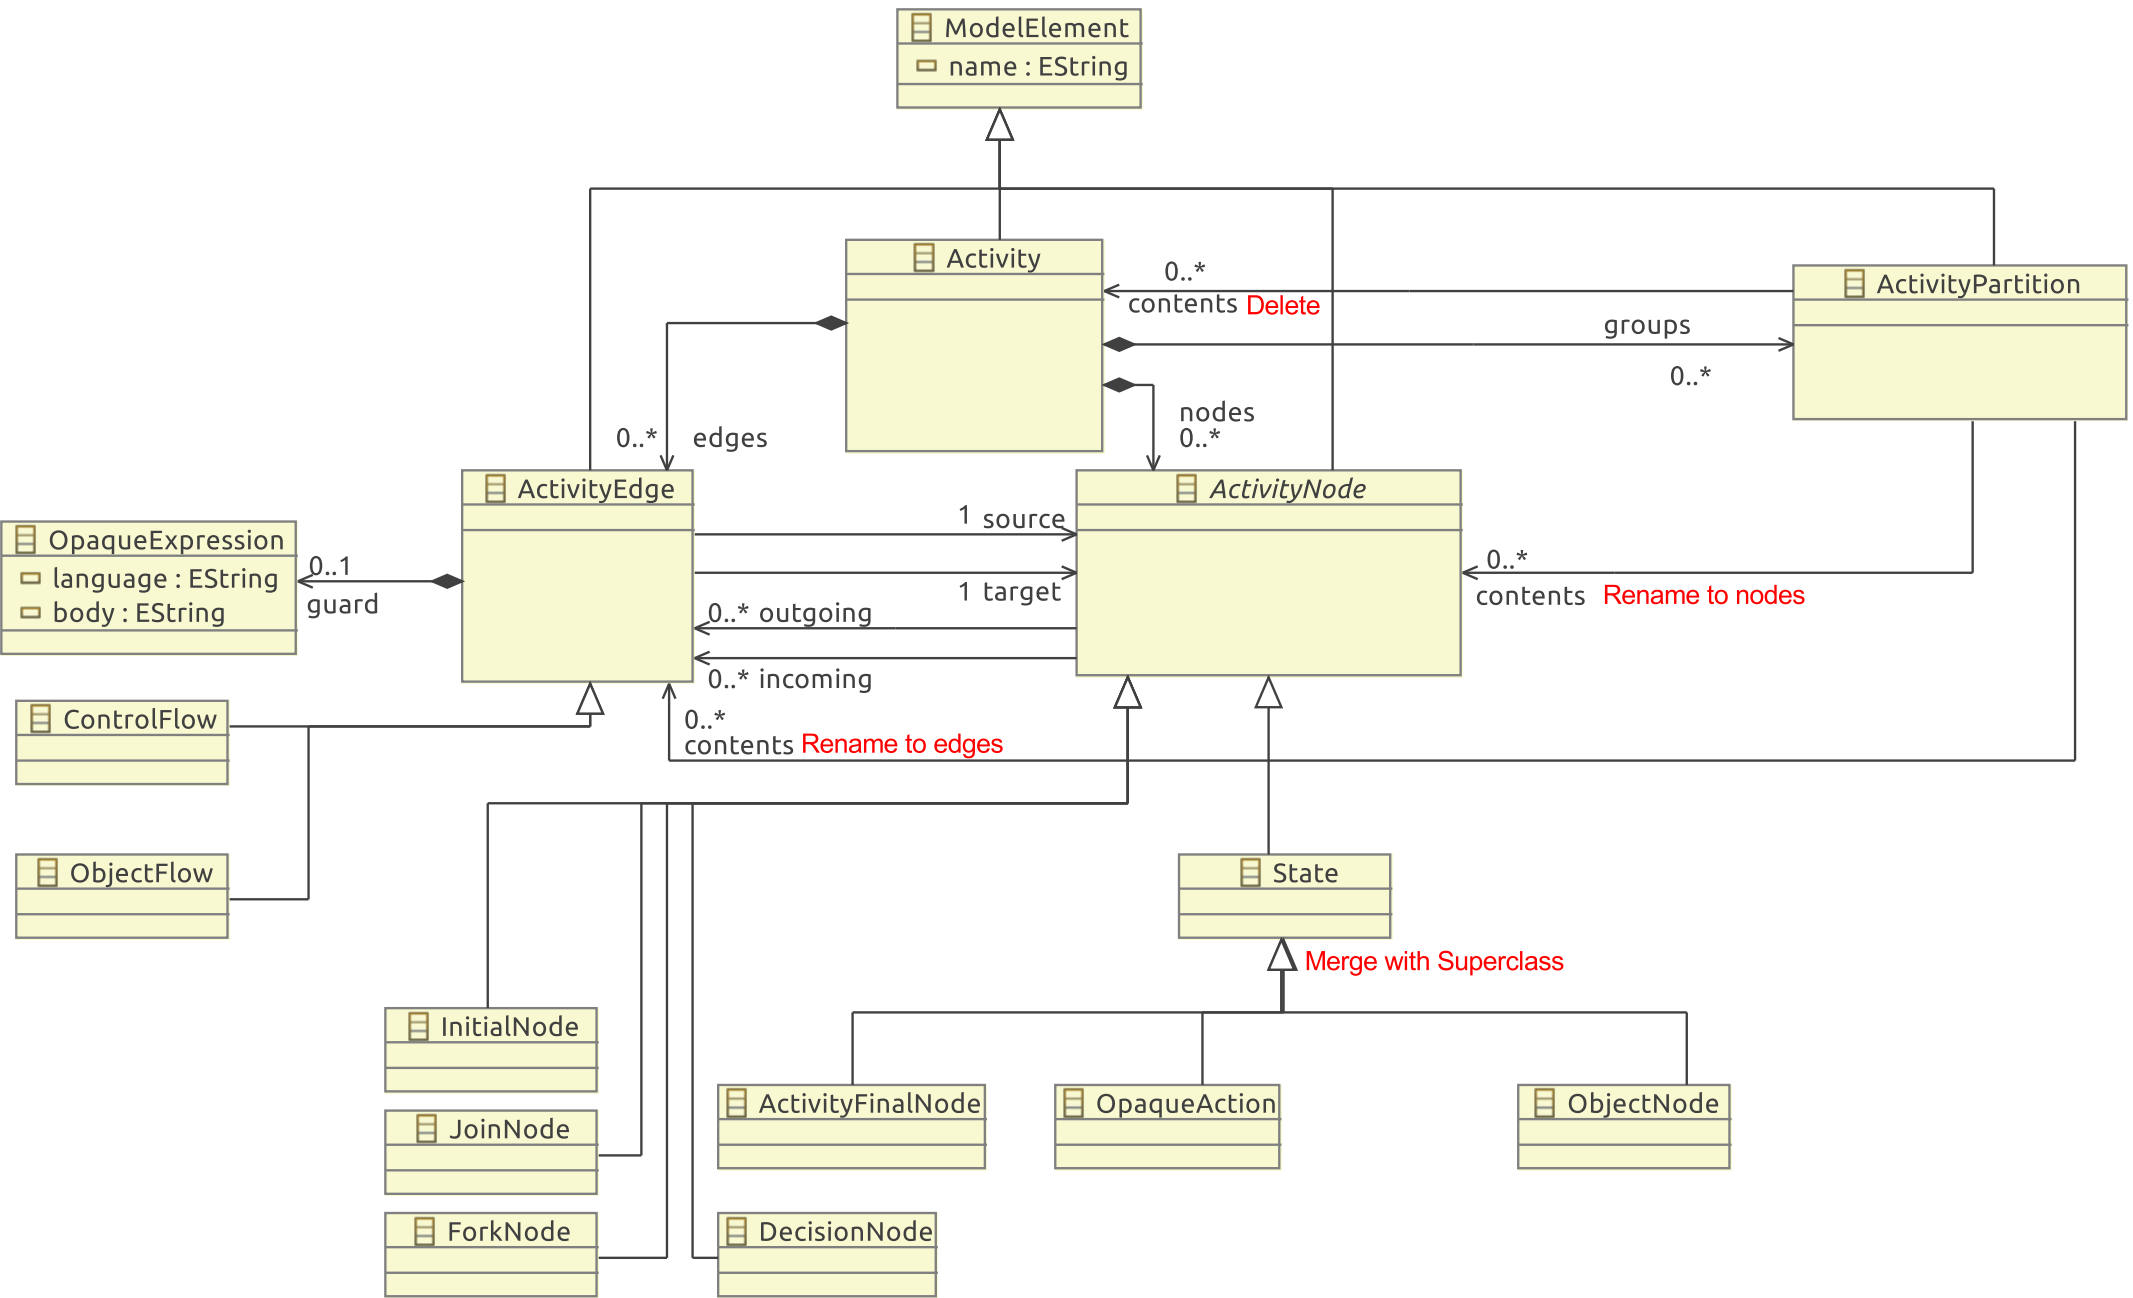 ModelElement
name : EString
Activity
0..*
contents Delete
ActivityPartition
groups
0..*
nodes
0..*
0..* edges
ActivityEdge
ActivityNode
1 source
OpaqueExpression
language : EString
body : EString
0..1
guard
1 target
0..*
contents Rename to nodes
0..* outgoing
0..* incoming
ControlFlow
0..*
contents Rename to edges
ObjectFlow
State
Merge with Superclass
InitialNode
ActivityFinalNode
OpaqueAction
ObjectNode
JoinNode
ForkNode
DecisionNode